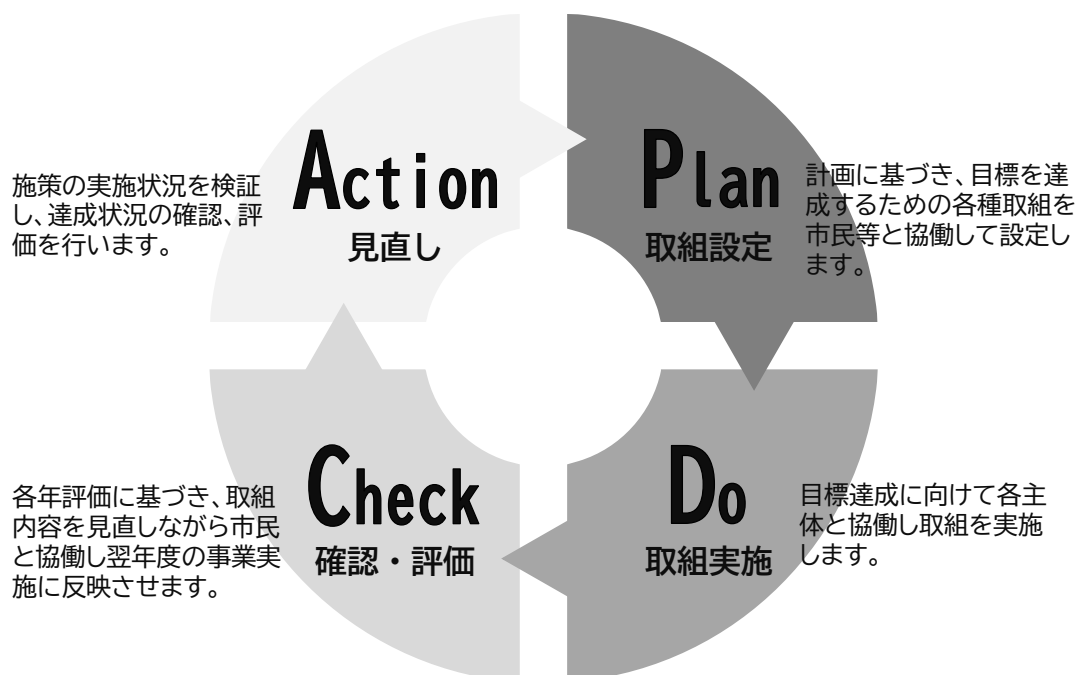 Action
見直し
施策の実施状況を検証
し、達成状況の確認、評
価を行います。
Plan
取組設定
計画に基づき、目標を達
成するための各種取組を
市民等と協働して設定し
ます。
Check
確認・評価
各年評価に基づき、取組
内容を見直しながら市民
と協働し翌年度の事業実
施に反映させます。
Do
取組実施
目標達成に向けて各主
体と協働し取組を実施
します。